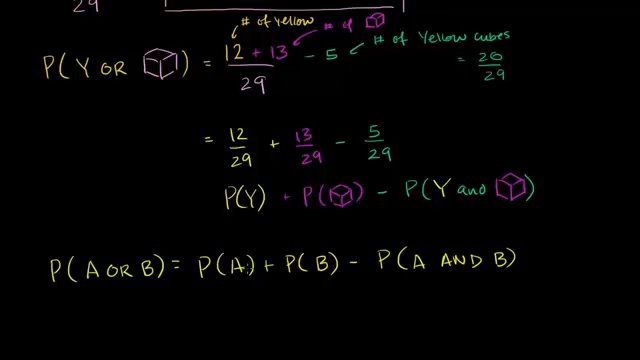 29
# of Yellow
# of
P(Y OR ) = 12 + 13 - 5 # of Yellow cubes
29
= 20/29
= 12/29 + 13/29 - 5/29
P(Y) + P( ) - P(Y and )
P(A OR B) = P(A) + P(B) - P(A AND B)